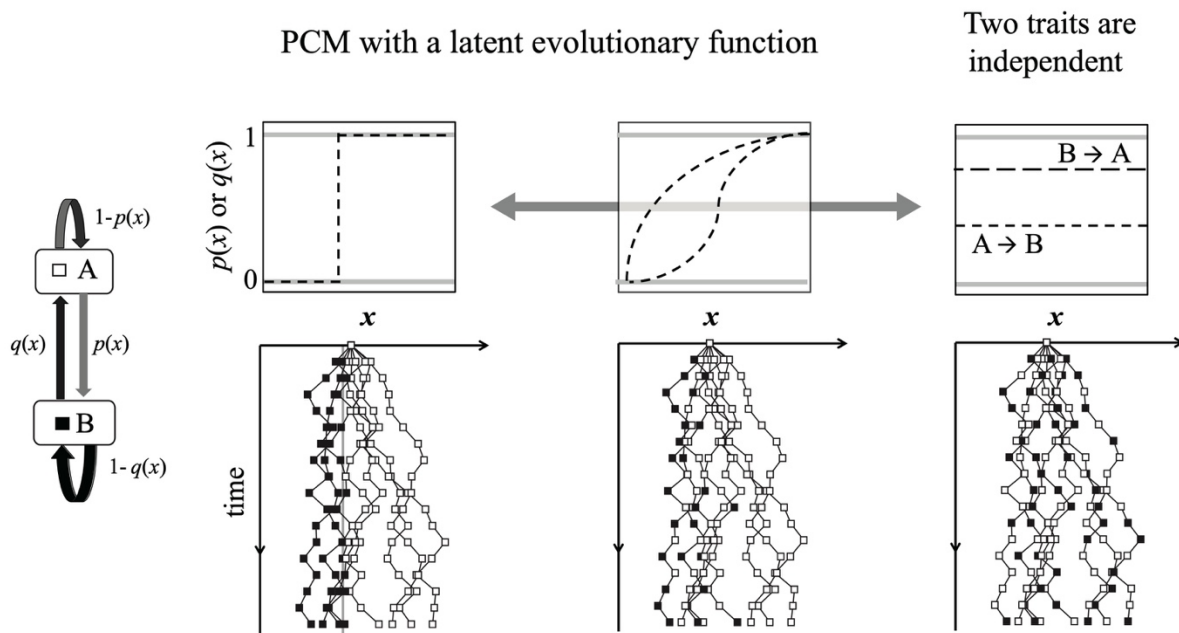 PCM with a latent evolutionary function
Two traits are
independent
p(x) or q(x)
1
0
B → A
A → B
1-p(x)
A
q(x)
p(x)
B
1-q(x)
x
x
x
time